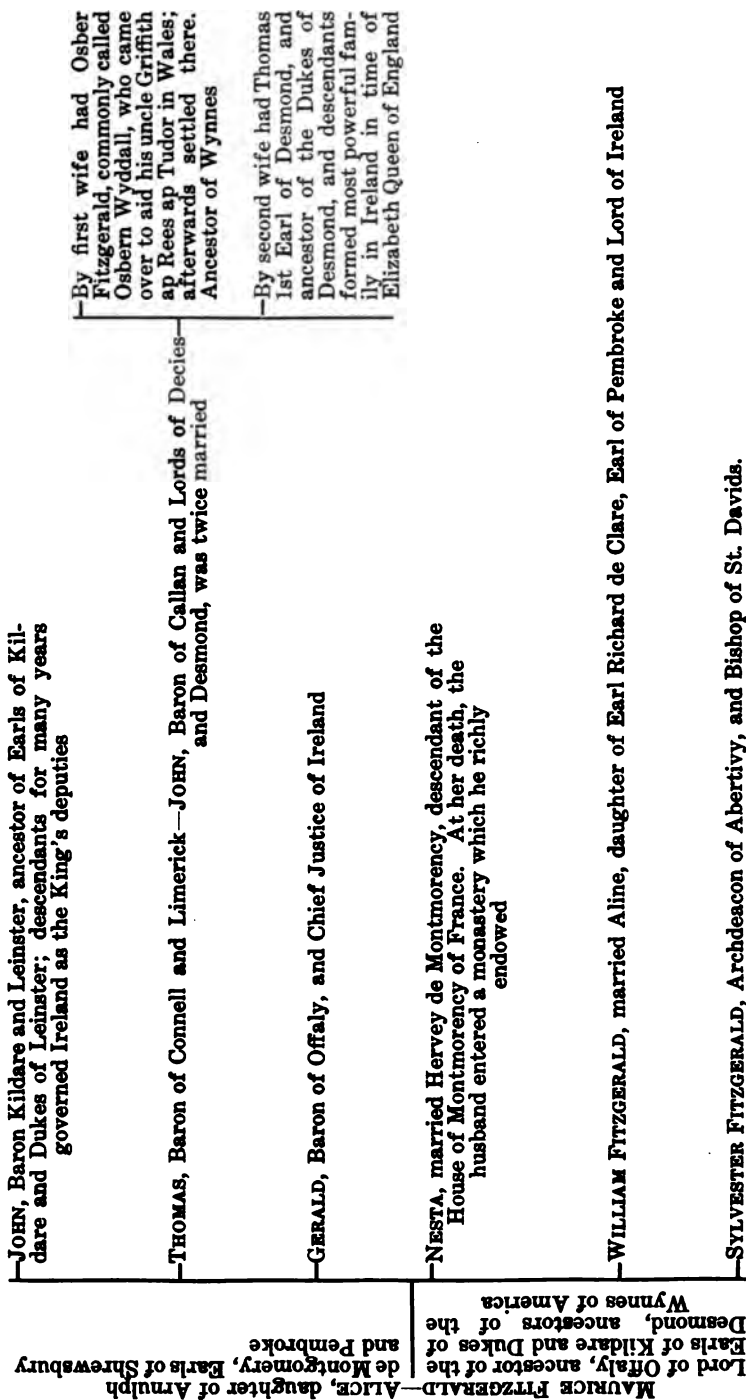 MAURICE FITZGERALD—ALICE, daughter of Arnulph
Lord of Offaly, ancestor of the
Earls of Kildare and Dukes of
Desmond, ancestors of the
Wynnes of America
de Montgomery, Earls of Shrewsbury
and Pembroke
JOHN, Baron Kildare and Leinster, ancestor of Earls of Kil-
dare and Dukes of Leinster; descendants for many years
governed Ireland as the King's deputies
THOMAS, Baron of Connell and Limerick—JOHN, Baron of Callan and Lords of Decies—
and Desmond, was twice married
—By first wife had Osber
Fitzgerald, commonly called
Osbern Wyddall, who came
over to aid his uncle Griffith
ap Rees ap Tudor in Wales;
afterwards settled there.
Ancestor of Wynnes
—By second wife had Thomas
1st Earl of Desmond, and
ancestor of the Dukes of
Desmond, and descendants
formed most powerful fam-
ily in Ireland in time of
Elizabeth Queen of England
GERALD, Baron of Offaly, and Chief Justice of Ireland
NESTA, married Hervey de Montmorency, descendant of the
House of Montmorency of France. At her death, the
husband entered a monastery which he richly
endowed
WILLIAM FITZGERALD, married Aline, daughter of Earl Richard de Clare, Earl of Pembroke and Lord of Ireland
SYLVESTER FITZGERALD, Archdeacon of Abertivy, and Bishop of St. Davids.